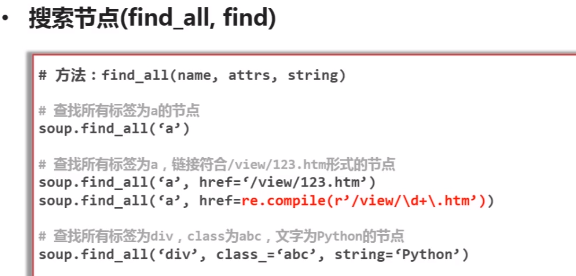 • 搜索节点(find_all, find)
# 方法：find_all(name, attrs, string)
# 查找所有标签为a的节点
soup.find_all(‘a’)
# 查找所有标签为a，链接符合/view/123.htm形式的节点
soup.find_all(‘a’, href=‘/view/123.htm’)
soup.find_all(‘a’, href=re.compile(r’/view/\d+\.htm’))
# 查找所有标签为div，class为abc，文字为Python的节点
soup.find_all(‘div’, class_=‘abc’, string=‘Python’)